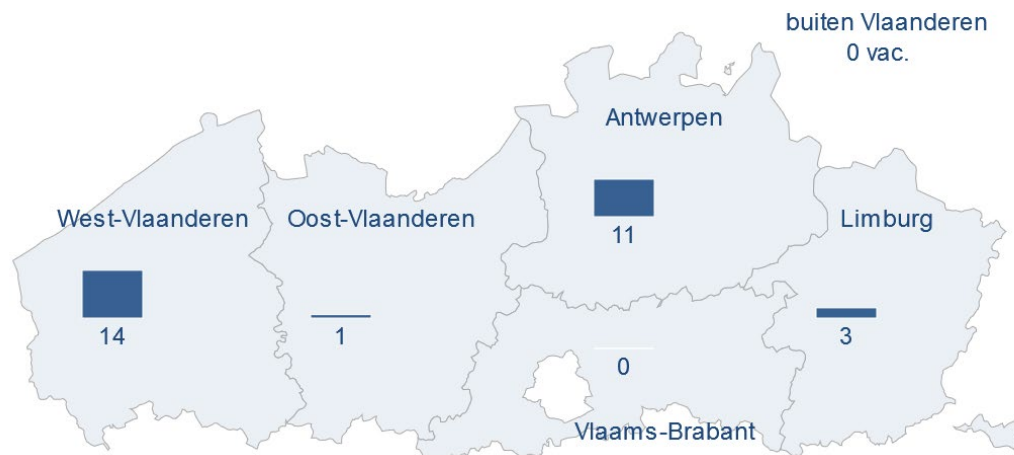 buiten Vlaanderen
0 vac.
Antwerpen
11
West-Vlaanderen
14
Oost-Vlaanderen
1
Limburg
3
0
Vlaams-Brabant